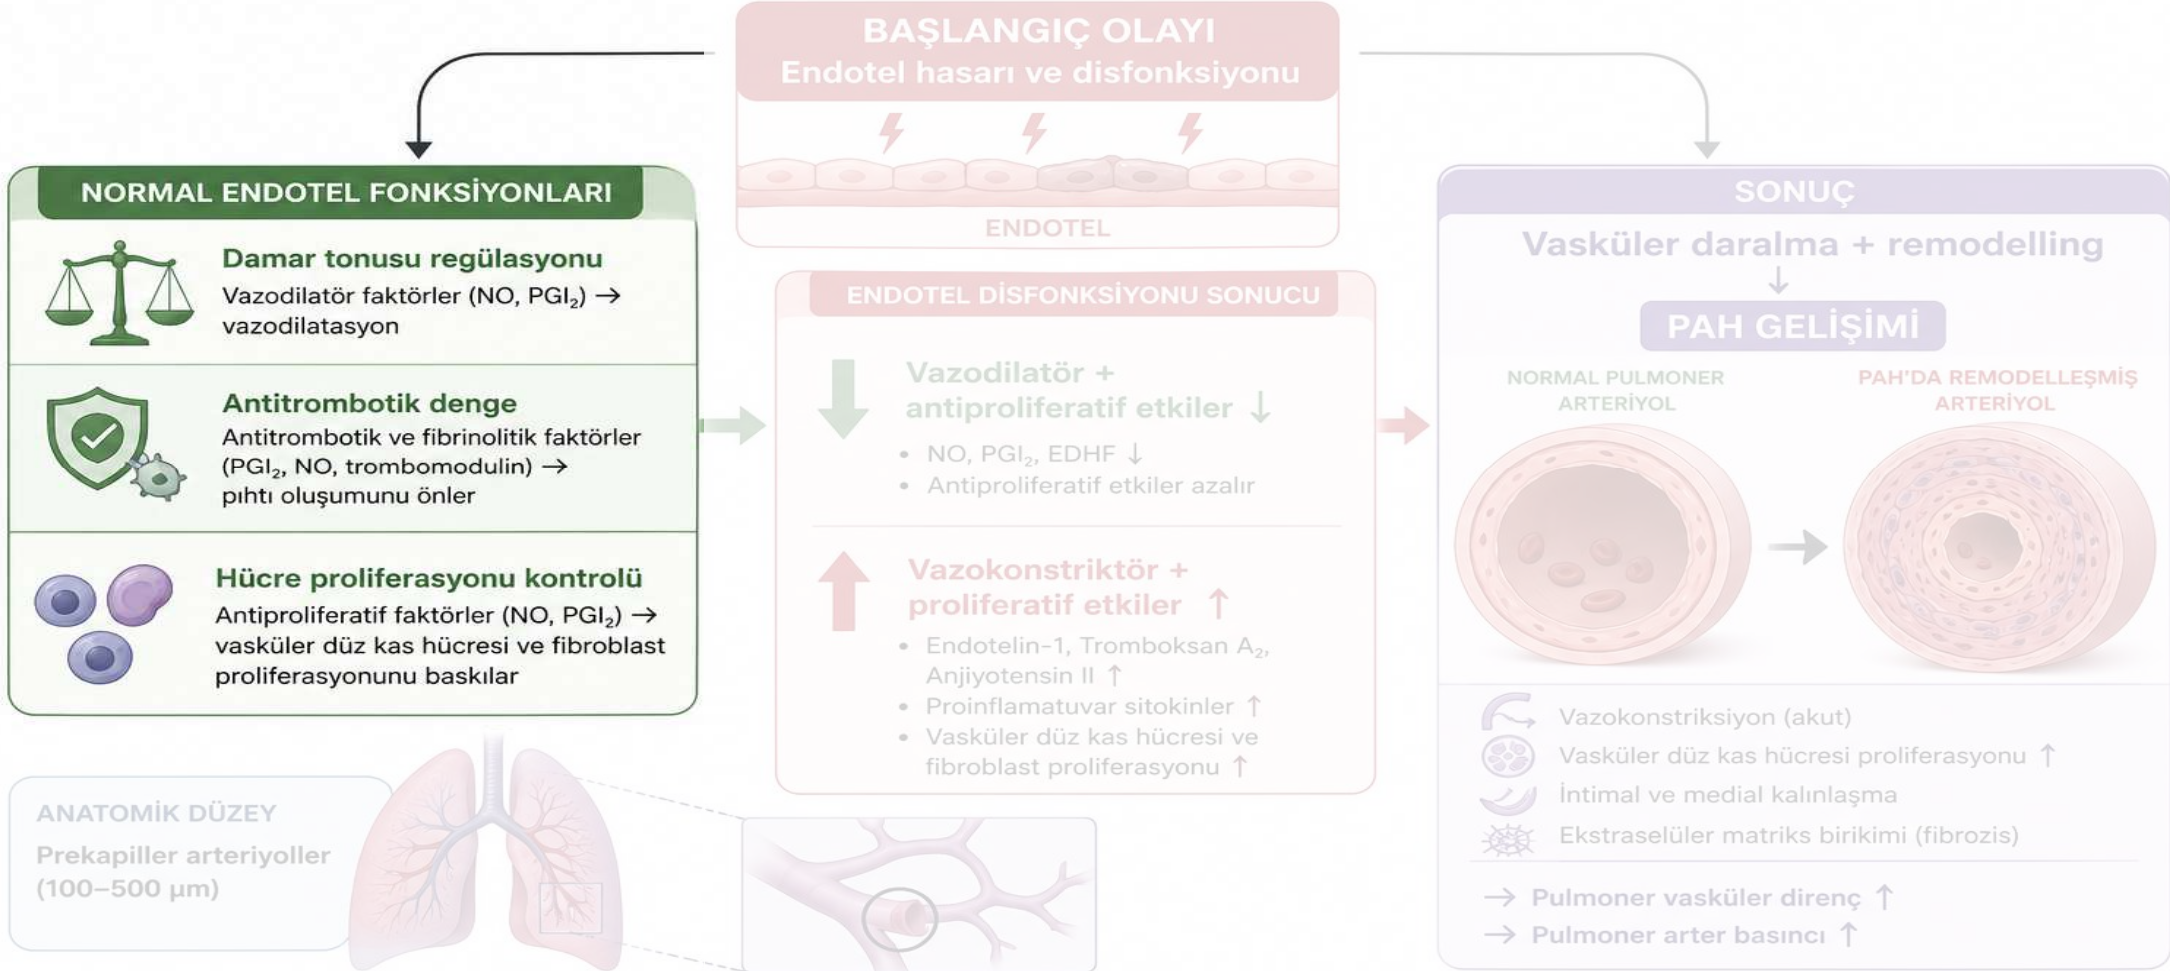 BAŞLANGIÇ OLAYI
Endotel hasarı ve disfonksiyonu
ENDOTEL
NORMAL ENDOTEL FONKSİYONLARI
Damar tonusu regülasyonu
Vazodilatör faktörler (NO, PGI₂) →
vazodilatasyon
Antitrombotik denge
Antitrombotik ve fibrinolitik faktörler
(PGI₂, NO, trombomodulin) →
pıhtı oluşumunu önler
Hücre proliferasyonu kontrolü
Antiproliferatif faktörler (NO, PGI₂) →
vasküler düz kas hücresi ve fibroblast
proliferasyonunu baskılar
ANATOMİK DÜZEY
Prekapiller arteriyoller
(100–500 µm)
ENDOTEL DİSFONKSİYONU SONUCU
Vazodilatör +
antiproliferatif etkiler ↓
• NO, PGI₂, EDHF ↓
• Antiproliferatif etkiler azalır
Vazokonstriktör +
proliferatif etkiler ↑
• Endotelin-1, Tromboksan A₂,
Anjiyotensin II ↑
• Proinflamatuvar sitokinler ↑
• Vasküler düz kas hücresi ve
fibroblast proliferasyonu ↑
SONUÇ
Vasküler daralma + remodelling
↓
PAH GELİŞİMİ
NORMAL PULMONER
ARTERİYOL
PAH'DA REMODELLEŞMİŞ
ARTERİYOL
Vazokonstriksiyon (akut)
Vasküler düz kas hücresi proliferasyonu ↑
İntimal ve medial kalınlaşma
Ekstraselüler matriks birikimi (fibrozis)
→ Pulmoner vasküler direnç ↑
→ Pulmoner arter basıncı ↑